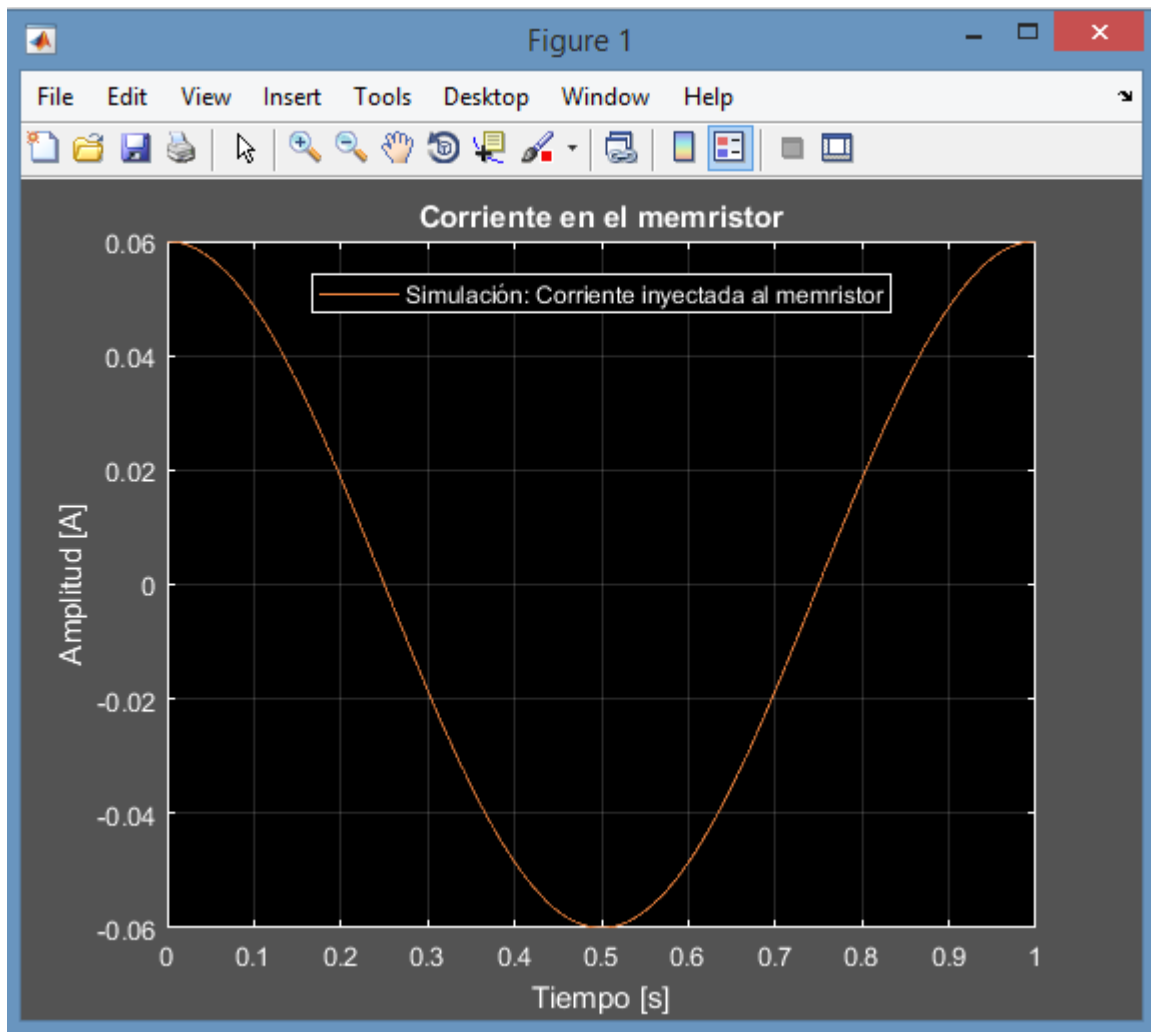 Figure 1
File Edit View Insert Tools Desktop Window Help
Corriente en el memristor
Simulación: Corriente inyectada al memristor
0.06
0.04
0.02
0
-0.02
-0.04
-0.06
Amplitud [A]
0 0.1 0.2 0.3 0.4 0.5 0.6 0.7 0.8 0.9 1
Tiempo [s]